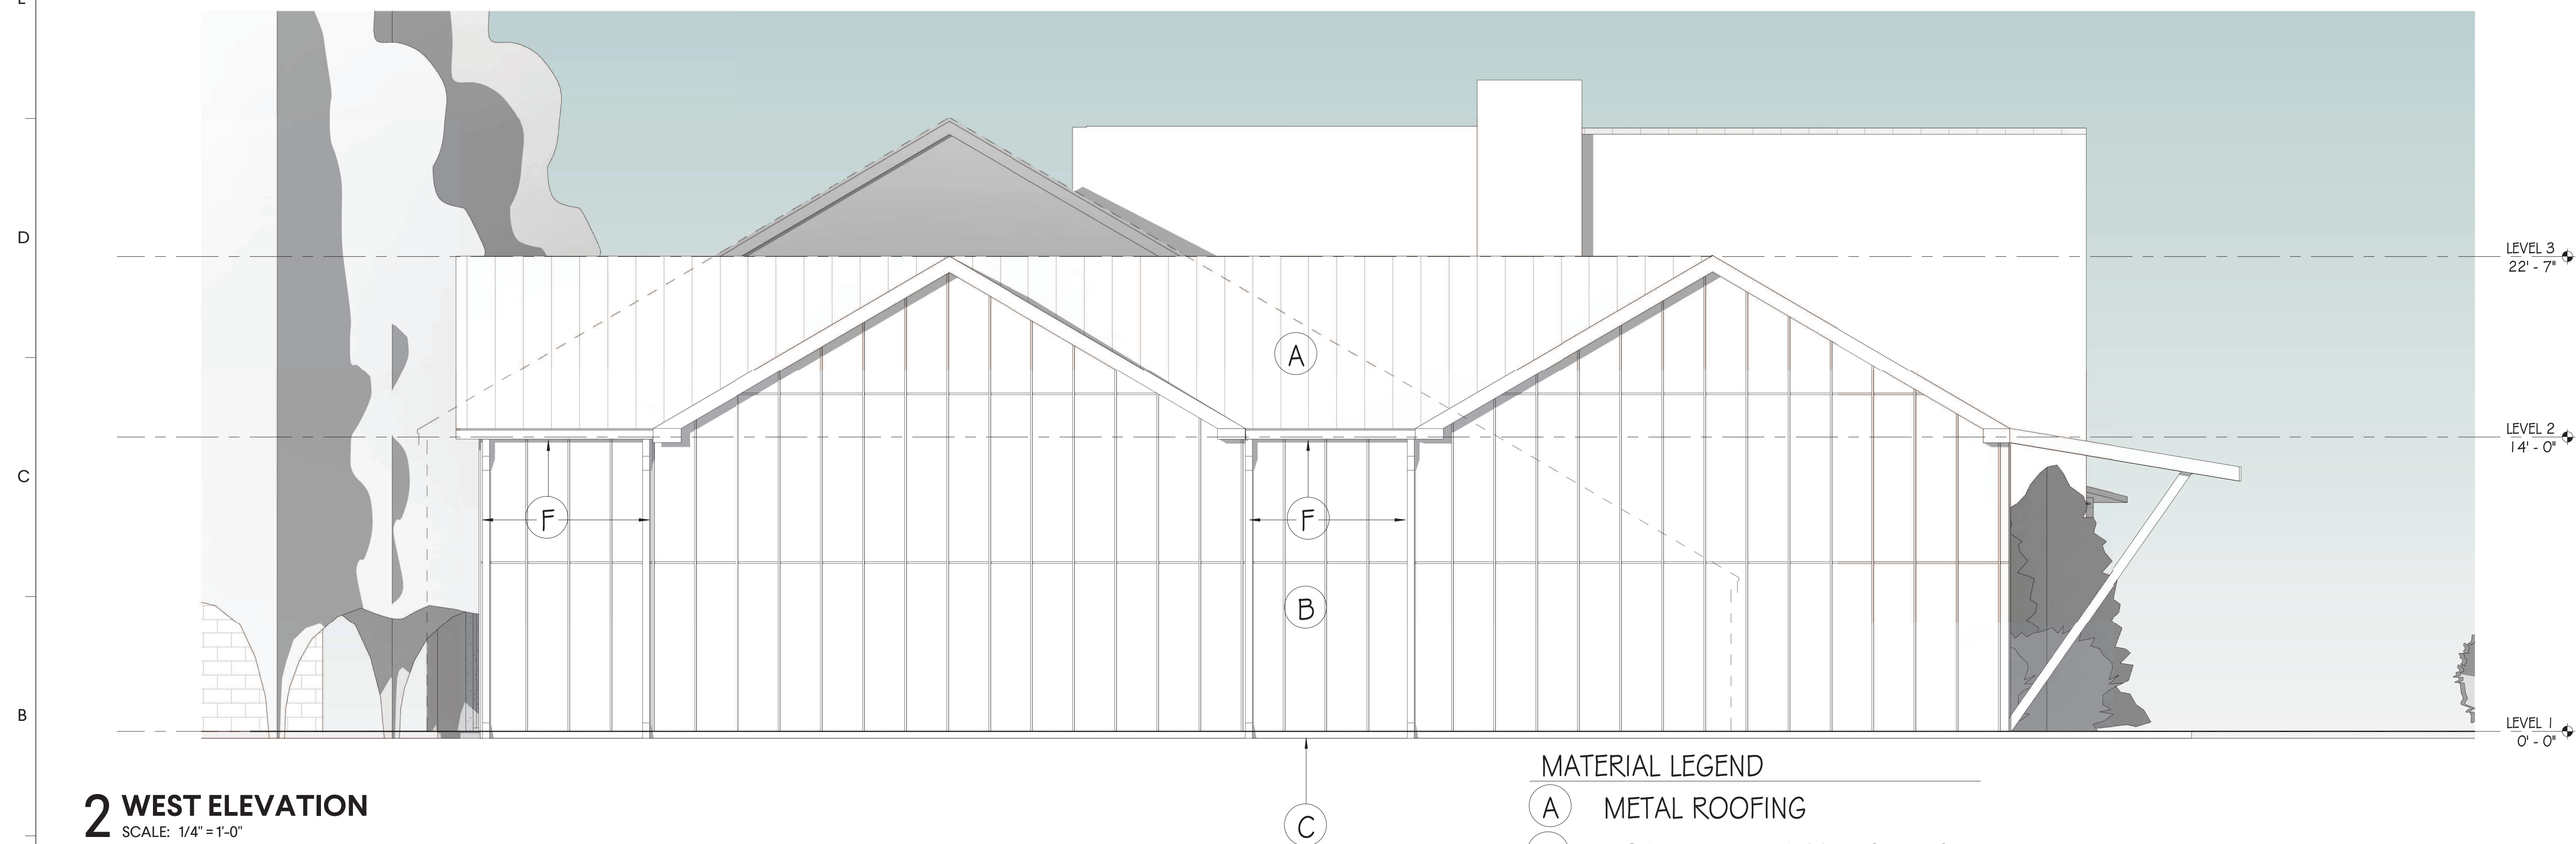 E
D
LEVEL 3
22' - 7"
A
LEVEL 2
14' - 0"
C
F
F
B
B
LEVEL 1
0' - 0"
MATERIAL LEGEND
2 WEST ELEVATION
SCALE: 1/4" = 1'-0"
C
A METAL ROOFING